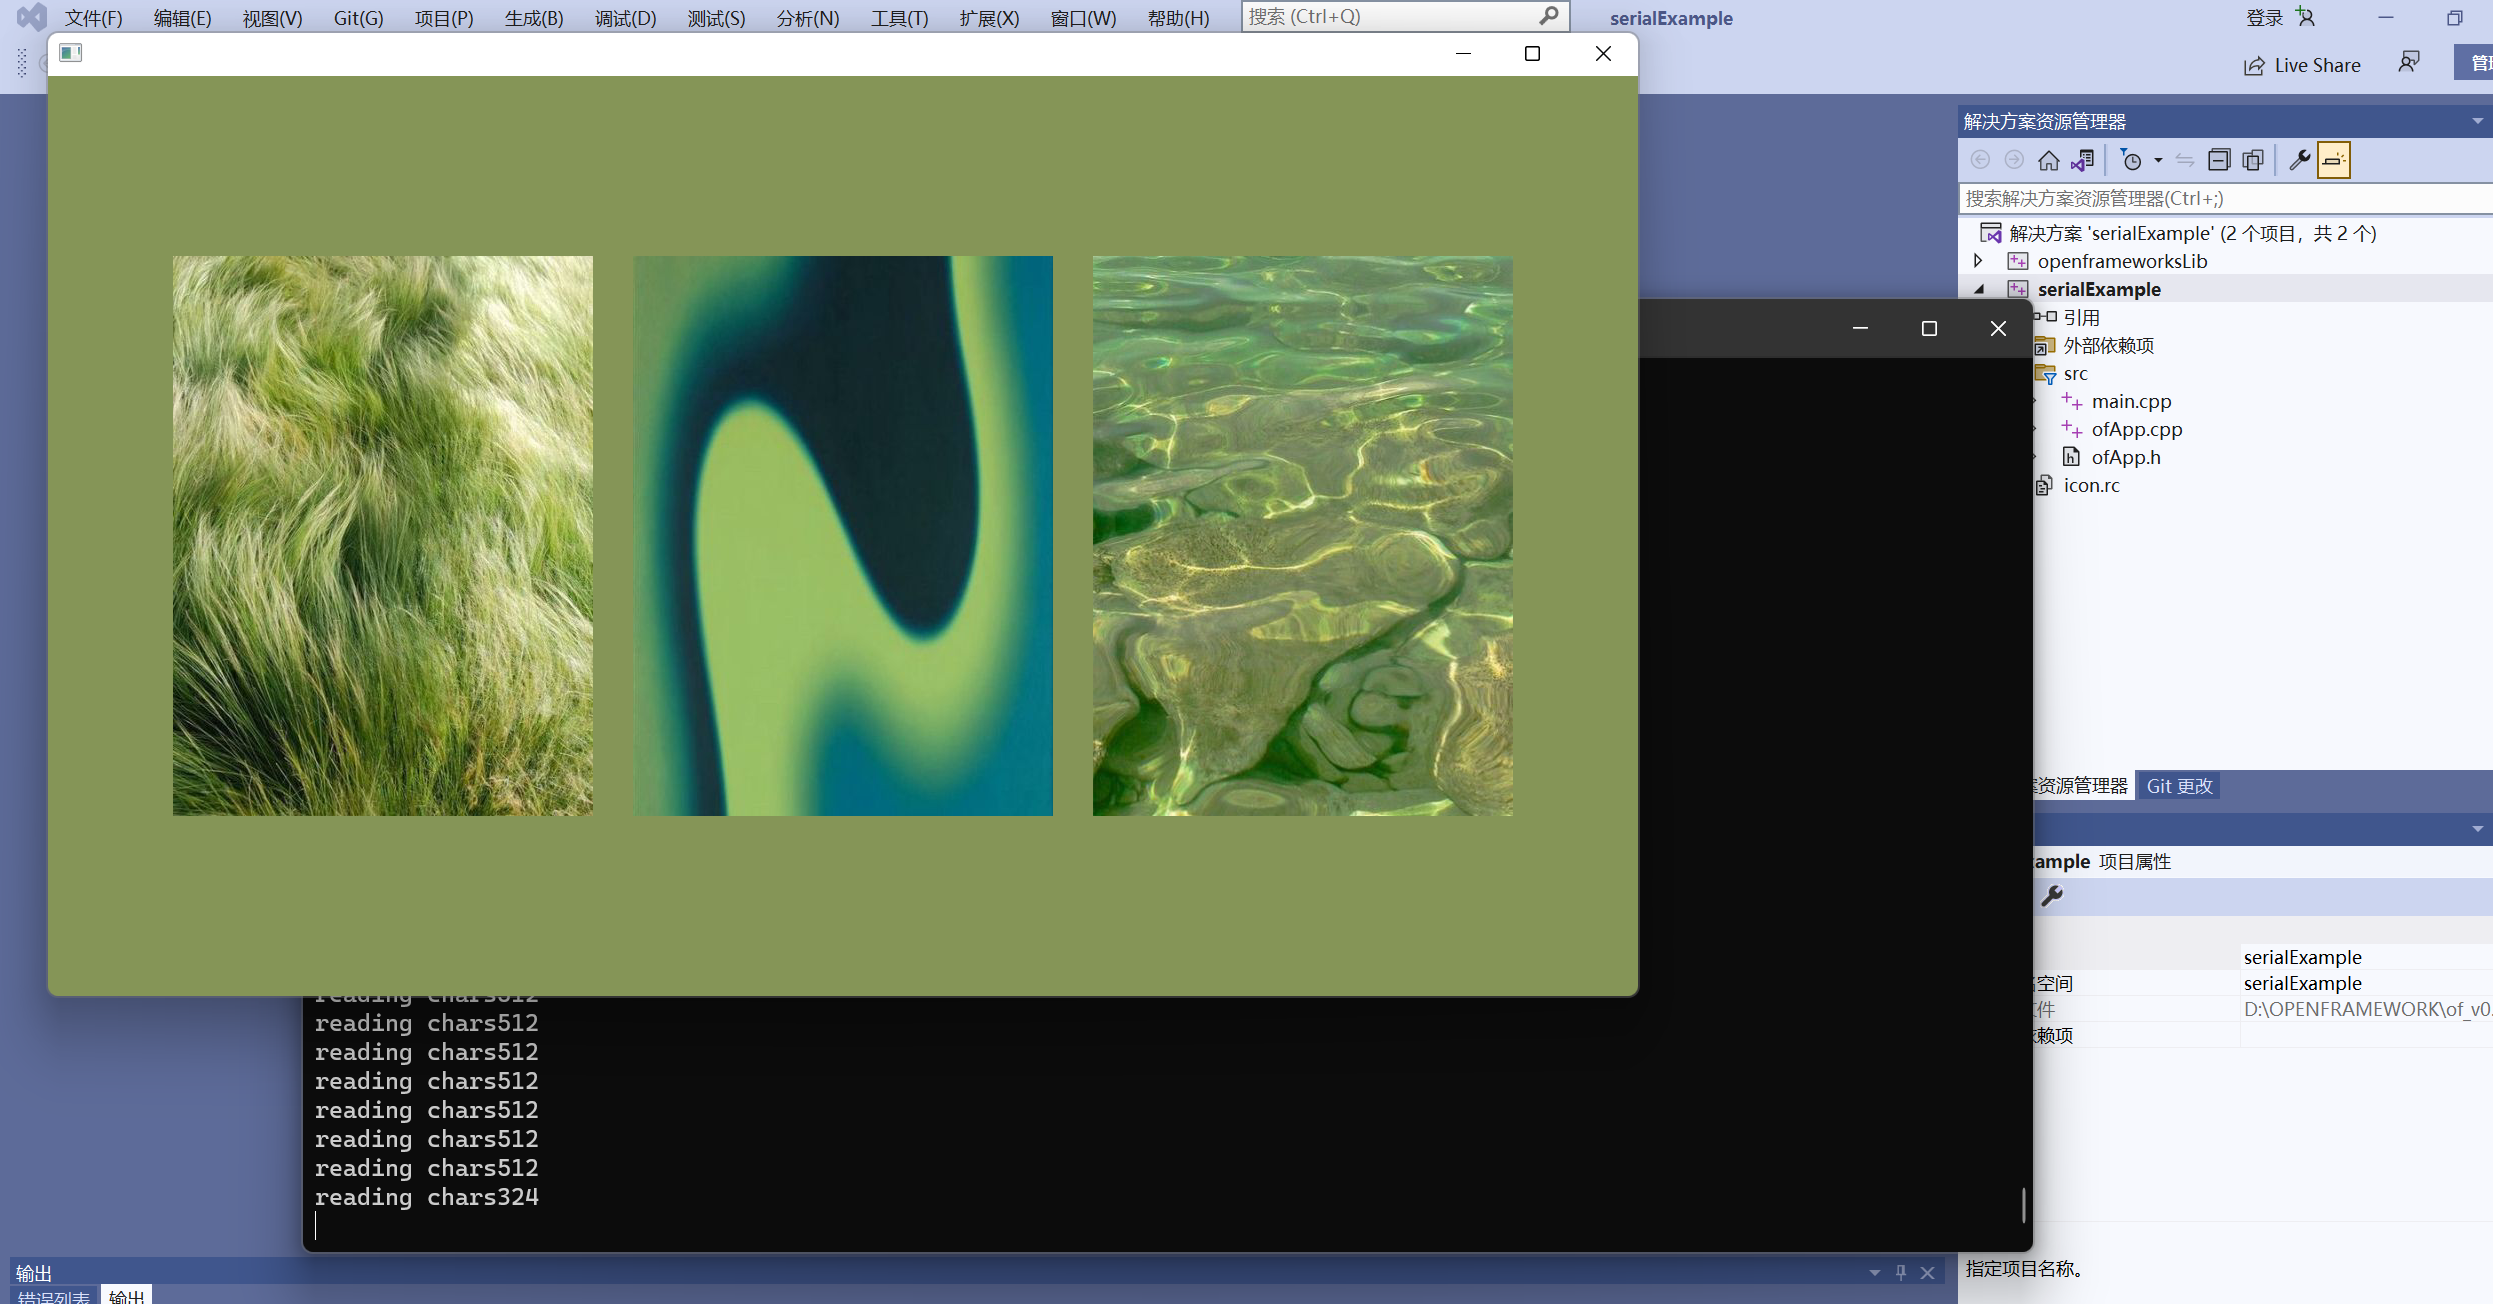 文件(F) 编辑(E) 视图(V) Git(G) 项目(P) 生成(B) 调试(D) 测试(S) 分析(N) 工具(T) 扩展(X) 窗口(W) 帮助(H) 搜索 (Ctrl+Q) serialExample 登录
Live Share
解决方案资源管理器
搜索解决方案资源管理器(Ctrl+;)
解决方案 'serialExample' (2 个项目，共 2 个)
openframeworksLib
serialExample
引用
外部依赖项
src
main.cpp
ofApp.cpp
ofApp.h
icon.rc
资源管理器 Git 更改
ample 项目属性
serialExample
空间 serialExample
件 D:\OPENFRAMEWORK\of_v0.
赖项
指定项目名称。
reading chars512
reading chars512
reading chars512
reading chars512
reading chars512
reading chars512
reading chars512
reading chars324
输出
错误列表 输出